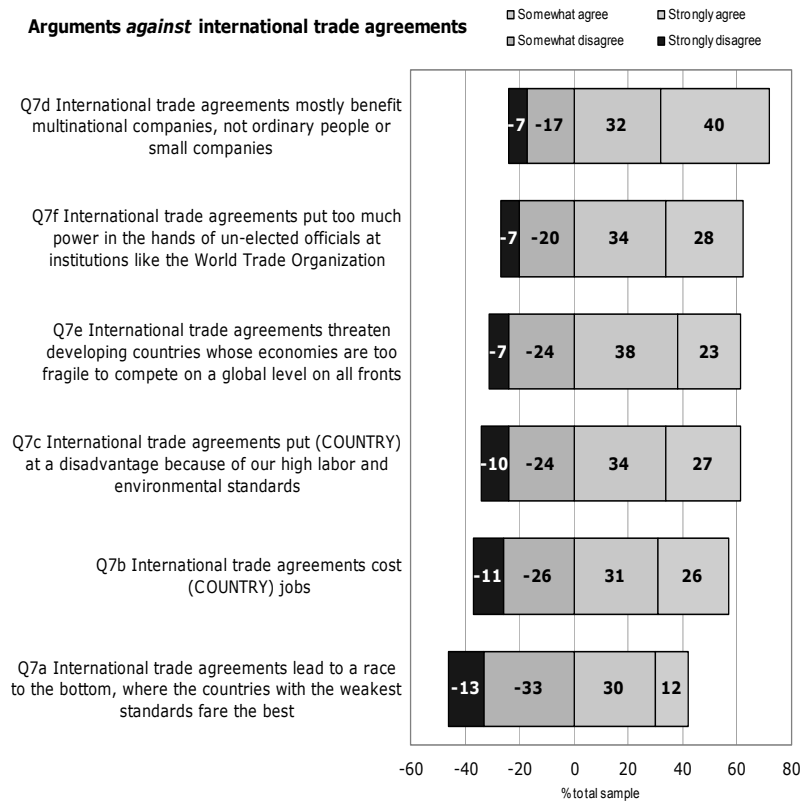 Arguments against international trade agreements
Somewhat agree
Strongly agree
Somewhat disagree
Strongly disagree
Q7d International trade agreements mostly benefit
multinational companies, not ordinary people or
small companies
-7 -17 32 40
Q7f International trade agreements put too much
power in the hands of un-elected officials at
institutions like the World Trade Organization
-7 -20 34 28
Q7e International trade agreements threaten
developing countries whose economies are too
fragile to compete on a global level on all fronts
-7 -24 38 23
Q7c International trade agreements put (COUNTRY)
at a disadvantage because of our high labor and
environmental standards
-10 -24 34 27
Q7b International trade agreements cost
(COUNTRY) jobs
-11 -26 31 26
Q7a International trade agreements lead to a race
to the bottom, where the countries with the weakest
standards fare the best
-13 -33 30 12
-60 -40 -20 0 20 40 60 80
% total sample